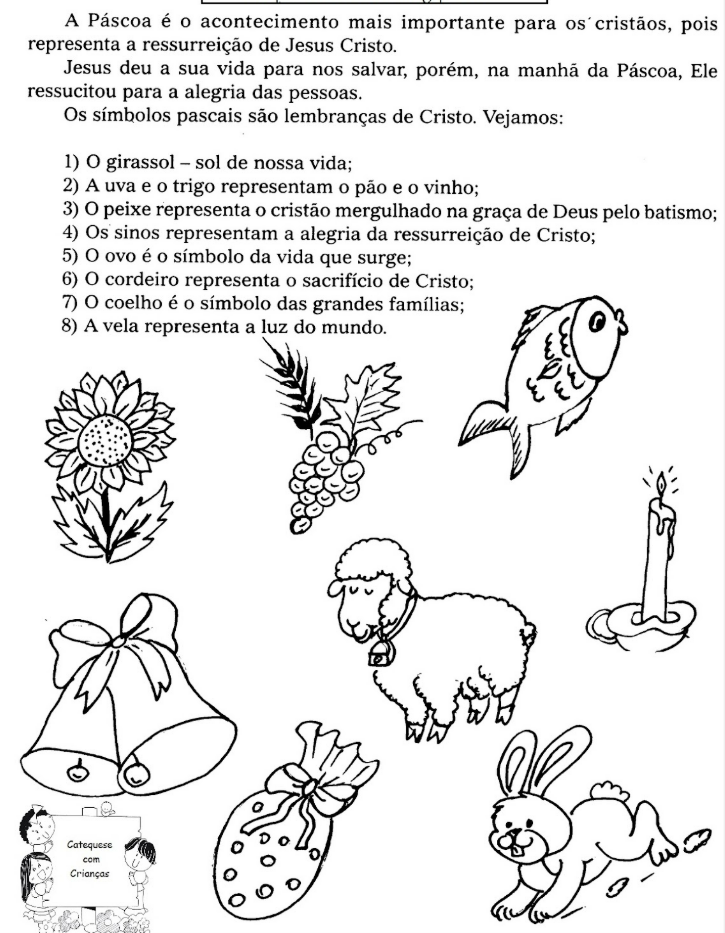 A Páscoa é o acontecimento mais importante para os cristãos, pois
representa a ressurreição de Jesus Cristo.
Jesus deu a sua vida para nos salvar, porém, na manhã da Páscoa, Ele
ressucitou para a alegria das pessoas.
Os símbolos pascais são lembranças de Cristo. Vejamos:
1) O girassol – sol de nossa vida;
2) A uva e o trigo representam o pão e o vinho;
3) O peixe representa o cristão mergulhado na graça de Deus pelo batismo;
4) Os sinos representam a alegria da ressurreição de Cristo;
5) O ovo é o símbolo da vida que surge;
6) O cordeiro representa o sacrifício de Cristo;
7) O coelho é o símbolo das grandes famílias;
8) A vela representa a luz do mundo.
Catequese
com
Crianças